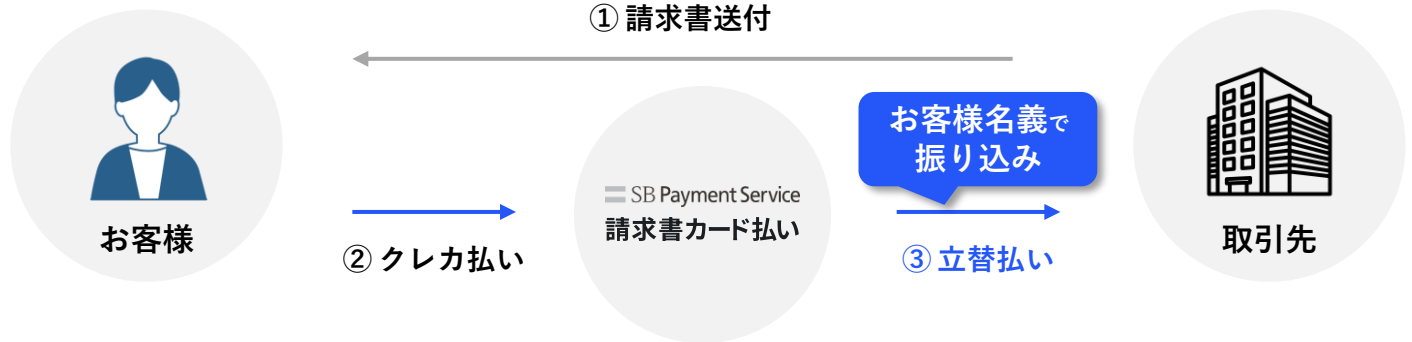 ① 請求書送付
お客様名義で
振り込み
SB Payment Service
請求書カード払い
お客様
② クレカ払い
③ 立替払い
取引先